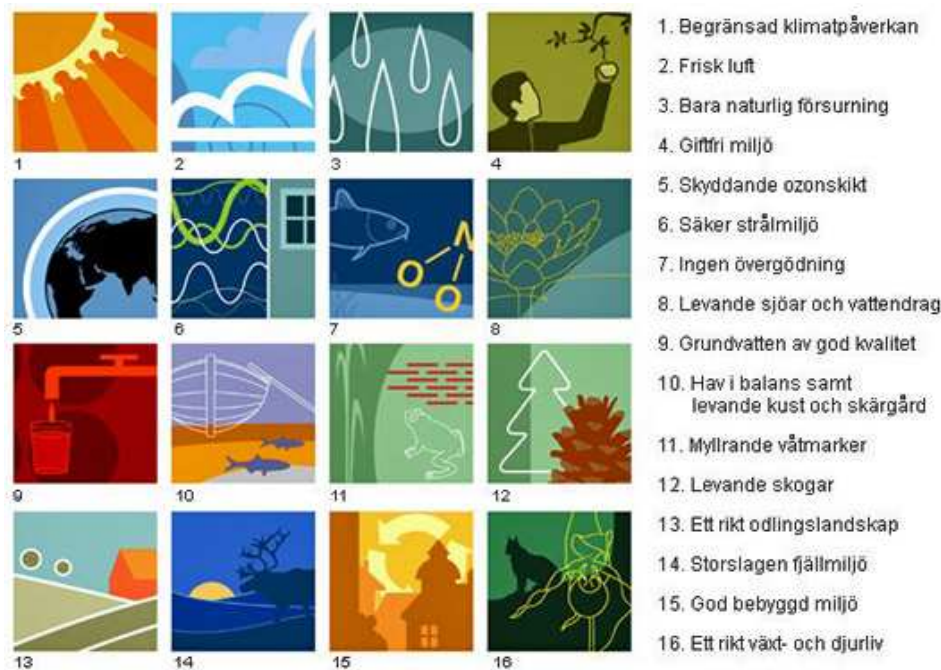 1
2
3
4
5
6
O N O
7
8
9
10
11
12
13
14
15
16
1. Begränsad klimatpåverkan
2. Frisk luft
3. Bara naturlig försurning
4. Giftfri miljö
5. Skyddande ozonskikt
6. Säker strålmiljö
7. Ingen övergödning
8. Levande sjöar och vattendrag
9. Grundvatten av god kvalitet
10. Hav i balans samt
levande kust och skärgård
11. Myllrande våtmarker
12. Levande skogar
13. Ett rikt odlingslandskap
14. Storslagen fjällmiljö
15. God bebyggd miljö
16. Ett rikt växt- och djurliv